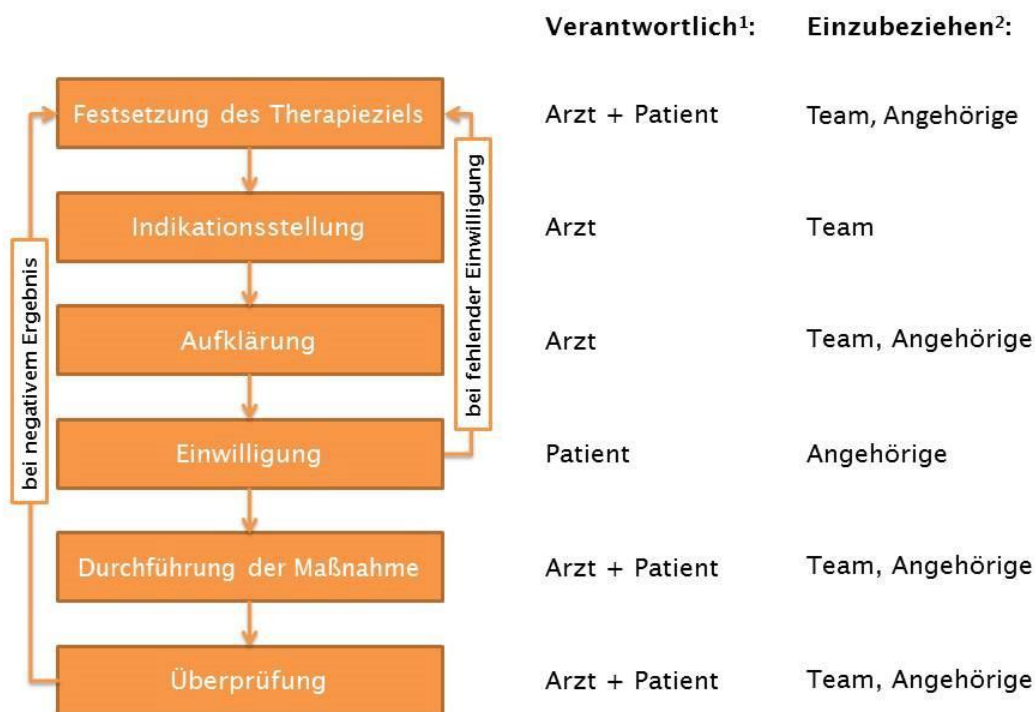 Verantwortlich¹: Einzubeziehen²:
Festsetzung des Therapieziels Arzt + Patient Team, Angehörige
Indikationsstellung Arzt Team
Aufklärung Arzt Team, Angehörige
Einwilligung Patient Angehörige
Durchführung der Maßnahme Arzt + Patient Team, Angehörige
Überprüfung Arzt + Patient Team, Angehörige
bei negativem Ergebnis
bei fehlender Einwilligung